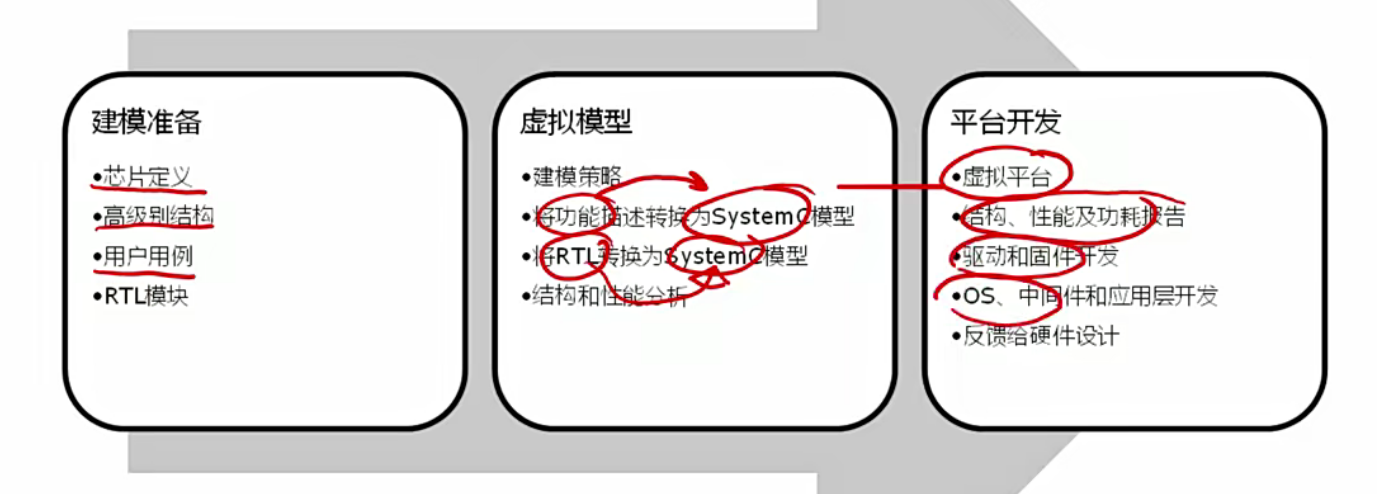 建模准备
•芯片定义
•高级别结构
•用户用例
•RTL模块
虚拟模型
•建模策略
•将功能描述转换为SystemC模型
•将RTL转换为SystemC模型
•结构和性能分析
平台开发
•虚拟平台
•结构、性能及功耗报告
•驱动和固件开发
•OS、中间件和应用层开发
•反馈给硬件设计